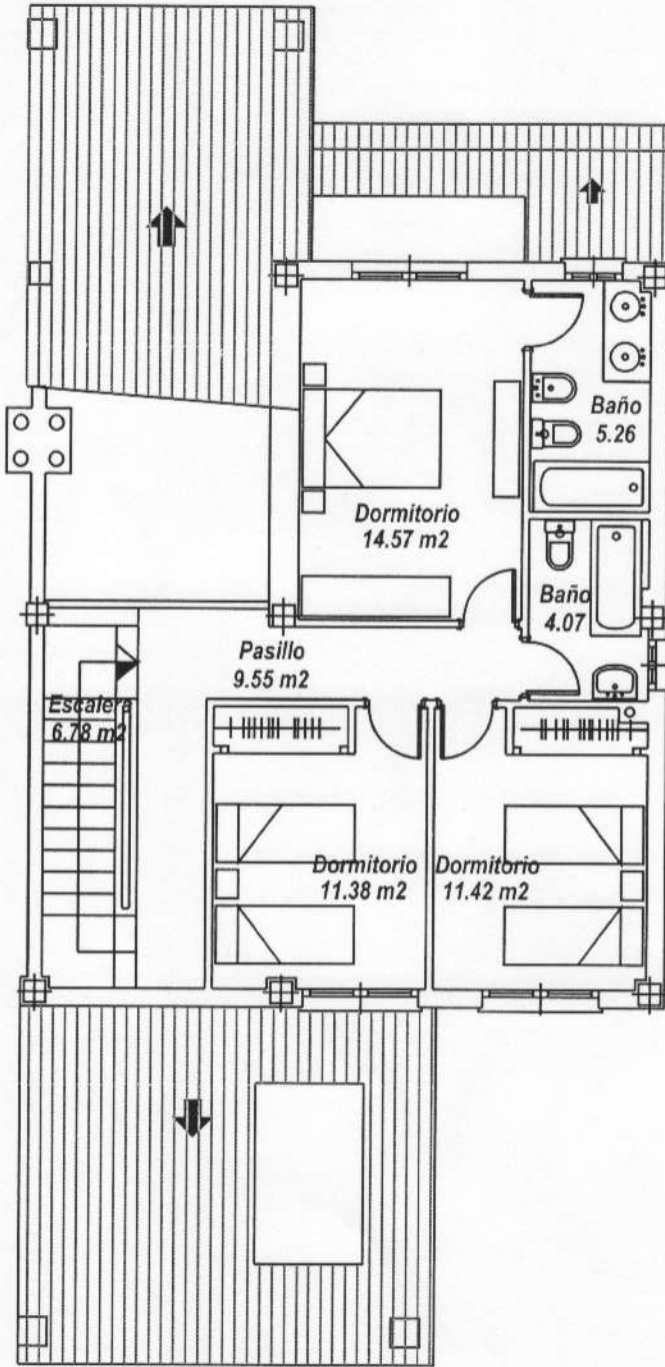 Baño
5.26
Dormitorio
14.57 m2
Baño
4.07
Pasillo
9.55 m2
Escalera
6.78 m2
Dormitorio
11.38 m2
Dormitorio
11.42 m2